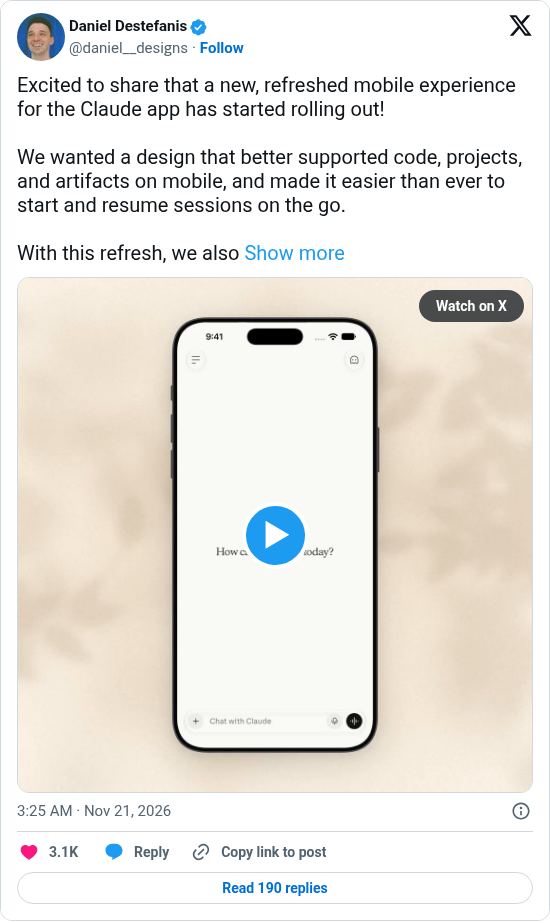 Daniel Destefanis
@daniel__designs · Follow
Excited to share that a new, refreshed mobile experience
for the Claude app has started rolling out!
We wanted a design that better supported code, projects,
and artifacts on mobile, and made it easier than ever to
start and resume sessions on the go.
With this refresh, we also Show more
Watch on X
9:41
How today?
Chat with Claude
3:25 AM · Nov 21, 2026
3.1K Reply Copy link to post
Read 190 replies